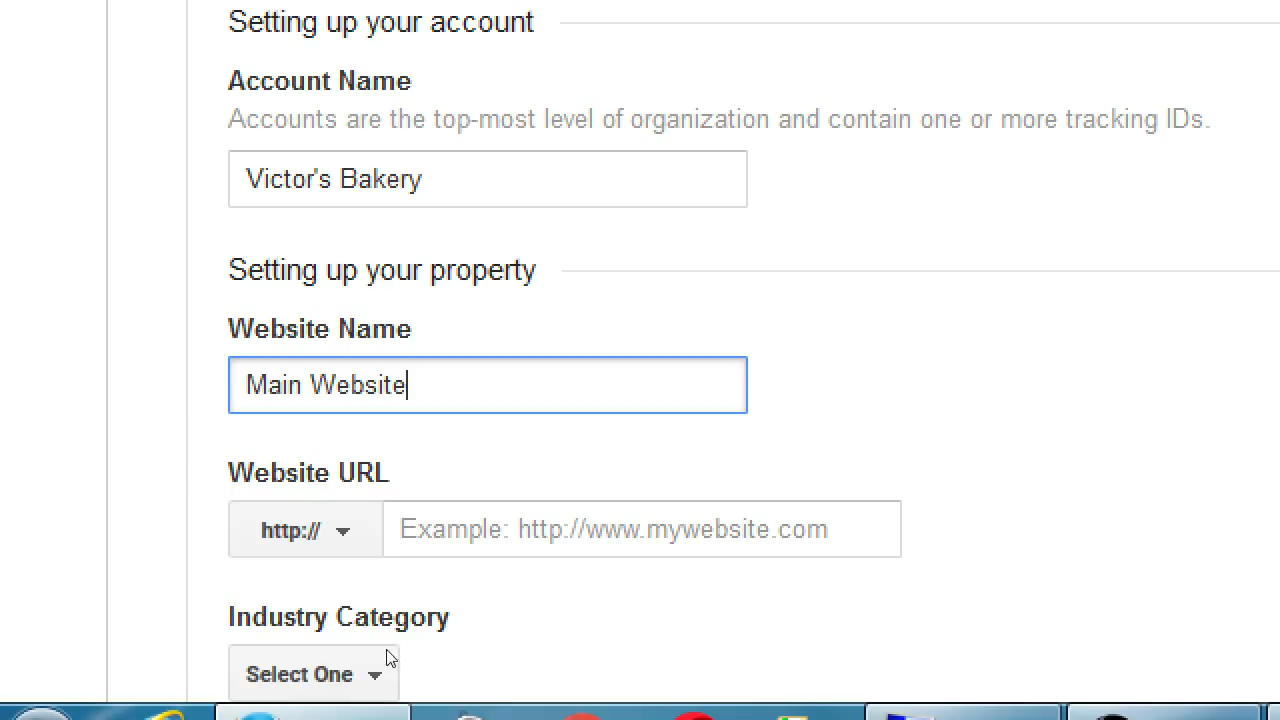 Setting up your account
Account Name
Accounts are the top-most level of organization and contain one or more tracking IDs.
Victor's Bakery
Setting up your property
Website Name
Main Website
Website URL
http:// Example: http://www.mywebsite.com
Industry Category
Select One